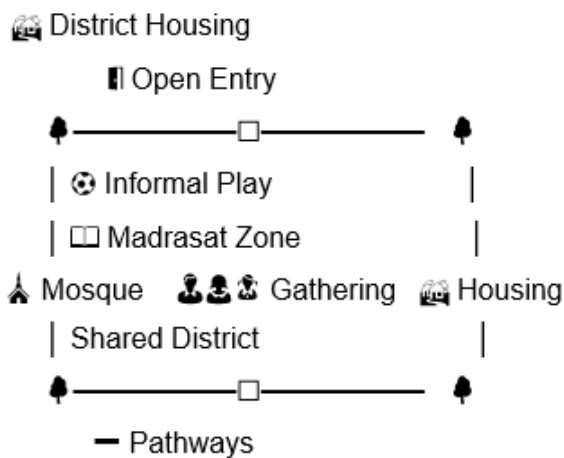 District Housing
Open Entry
Informal Play
Madrasat Zone
Mosque Gathering Housing
Shared District
Pathways